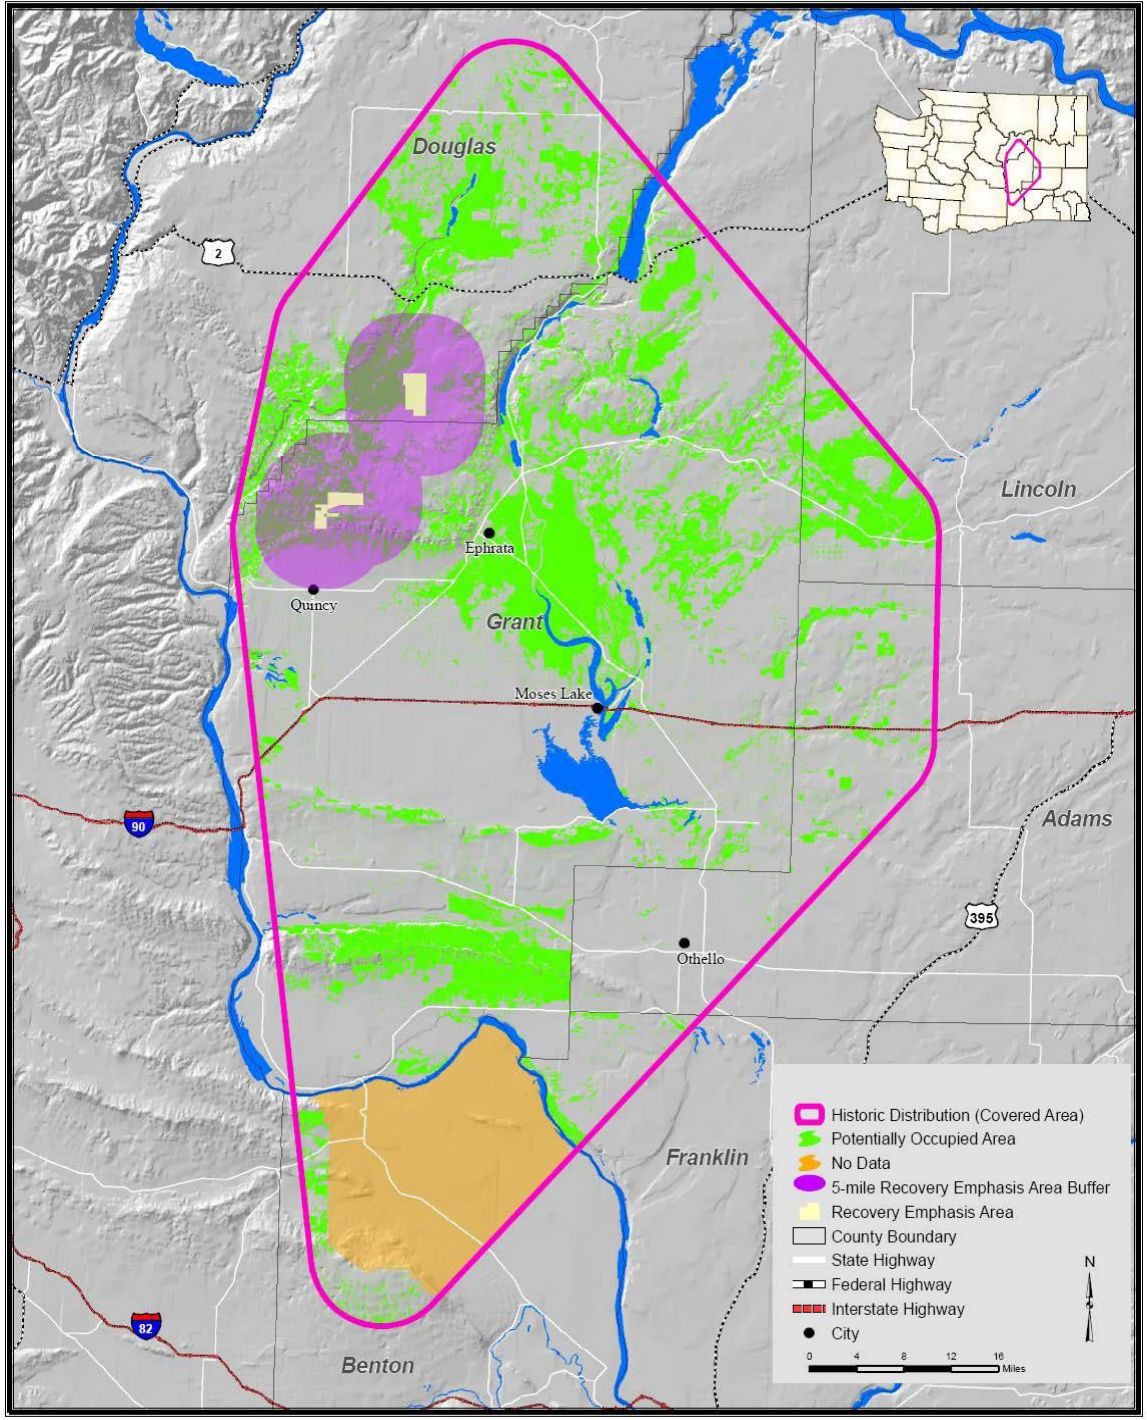 Douglas
2
Lincoln
Ephrata
Quincy
Grant
Moses Lake
90
Adams
395
Othello
Franklin
82
Benton
Historic Distribution (Covered Area)
Potentially Occupied Area
No Data
5-mile Recovery Emphasis Area Buffer
Recovery Emphasis Area
County Boundary
State Highway
Federal Highway
Interstate Highway
City
N
0 4 8 12 16
Miles